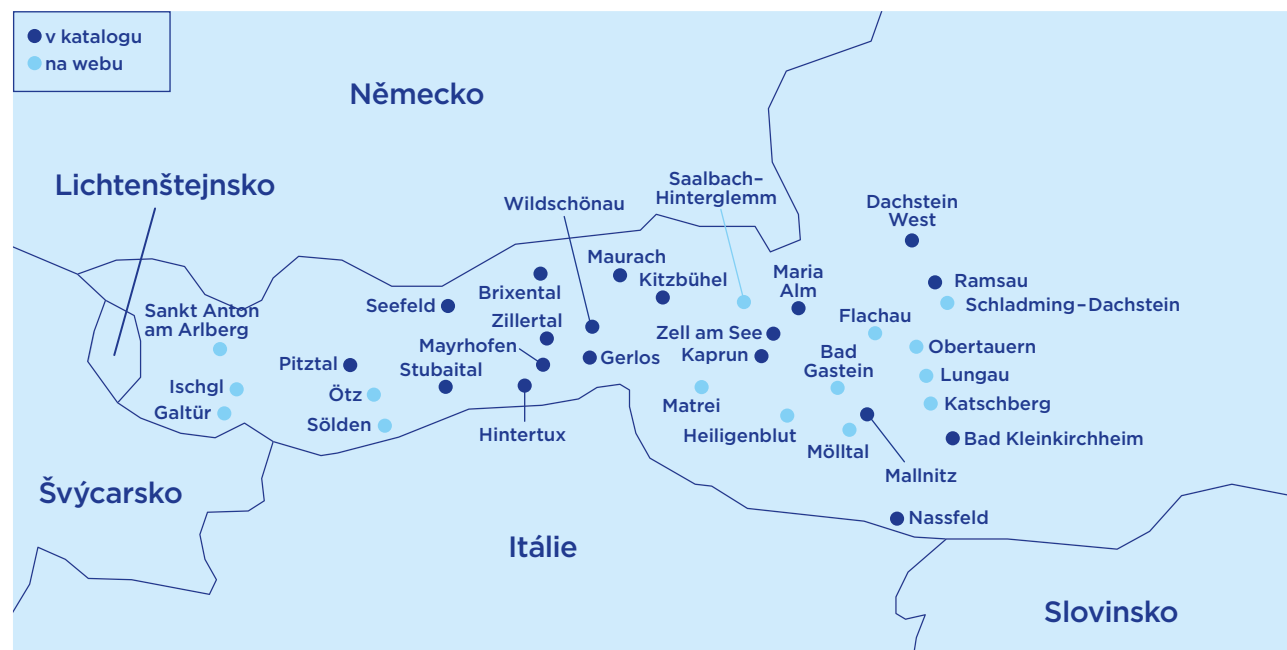 v katalogu
na webu
Německo
Lichtenštejnsko
Saalbach–
Hinterglemm
Wildschönau
Dachstein
West
Maurach
Kitzbühel
Maria
Alm
Brixental
Ramsau
Schladming–Dachstein
Seefeld
Sankt Anton
am Arlberg
Zillertal
Flachau
Zell am See
Kaprun
Mayrhofen
Obertauern
Gerlos
Bad
Gastein
Pitztal
Stubaital
Lungau
Ischgl
Ötz
Matrei
Katschberg
Galtür
Sölden
Hintertux
Heiligenblut
Mölltal
Bad Kleinkirchheim
Mallnitz
Švýcarsko
Nassfeld
Itálie
Slovinsko